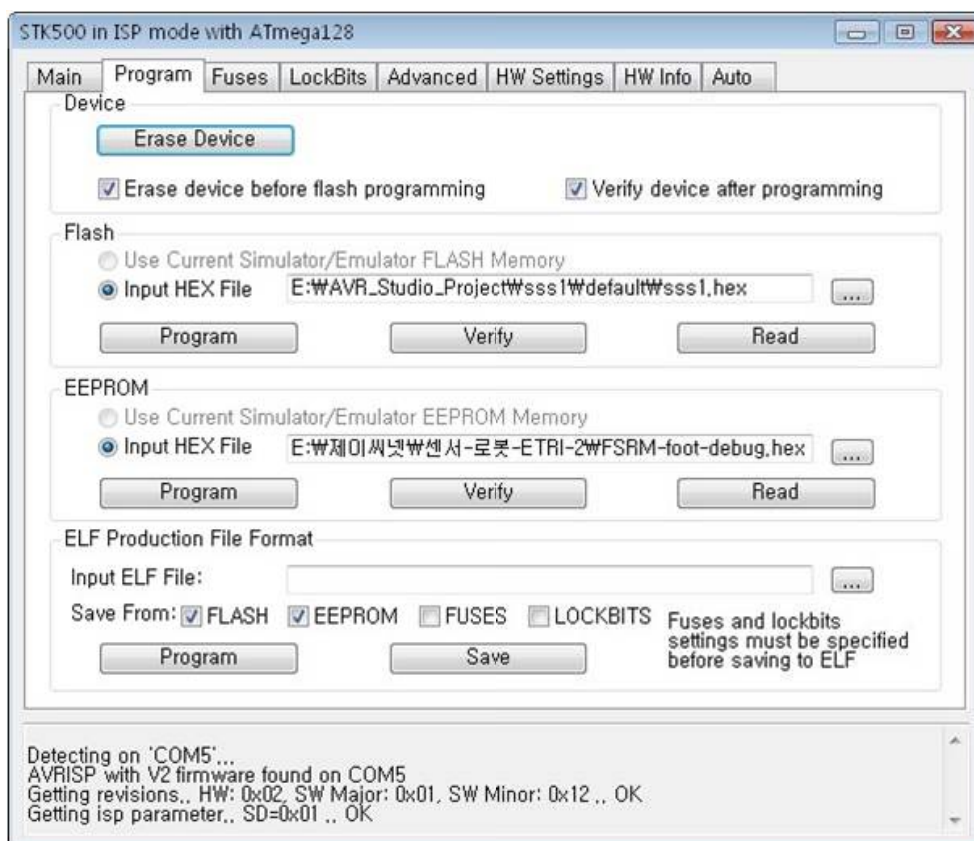 STK500 in ISP mode with ATmega128
Main Program Fuses LockBits Advanced HW Settings HW Info Auto
Device
Erase Device
Erase device before flash programming Verify device after programming
Flash
Use Current Simulator/Emulator FLASH Memory
Input HEX File E:₩AVR_Studio_Project₩sss1₩default₩sss1.hex ...
Program Verify Read
EEPROM
Use Current Simulator/Emulator EEPROM Memory
Input HEX File E:₩제이씨넷₩센서-로봇-ETRI-2₩FSRM-foot-debug.hex ...
Program Verify Read
ELF Production File Format
Input ELF File: ...
Save From: FLASH EEPROM FUSES LOCKBITS
Fuses and lockbits
settings must be specified
before saving to ELF
Program Save
Detecting on 'COM5'...
AVRISP with V2 firmware found on COM5
Getting revisions.. HW: 0x02, SW Major: 0x01, SW Minor: 0x12 .. OK
Getting isp parameter.. SD=0x01 .. OK